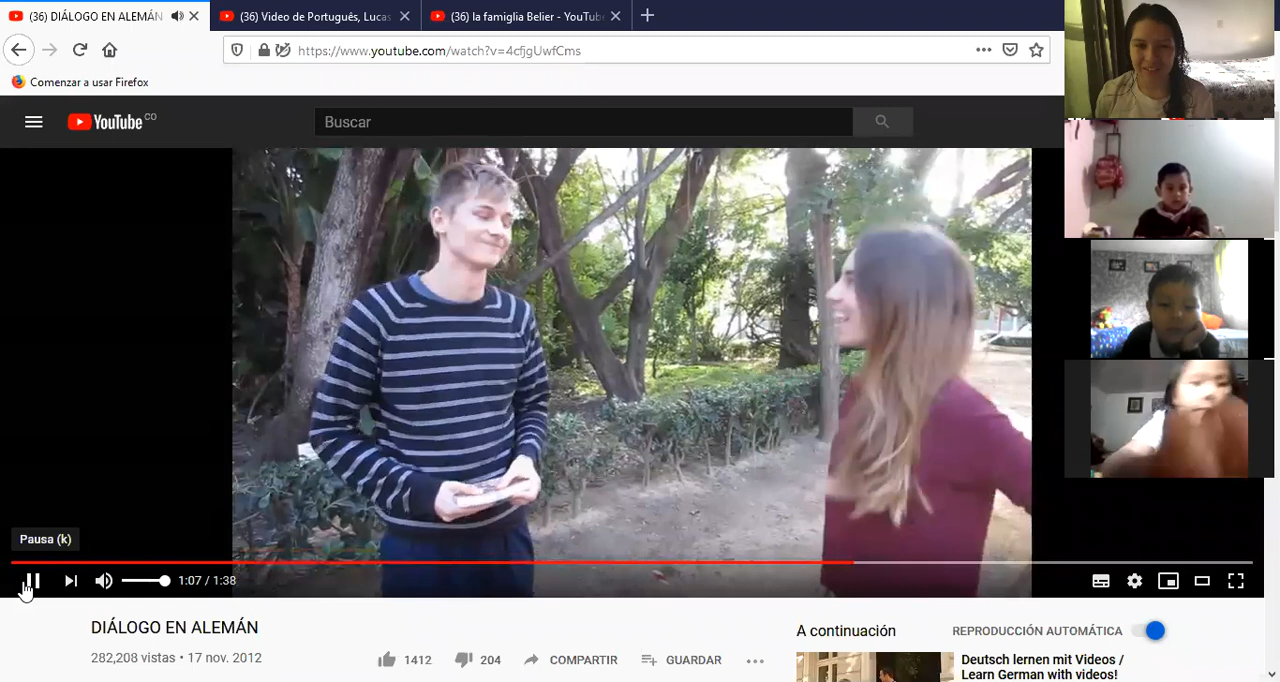 (36) DIÁLOGO EN ALEMÁN
(36) Video de Portugués, Lucas
(36) la famiglia Belier - YouTube
https://www.youtube.com/watch?v=4cfjgUwfCms
Comenzar a usar Firefox
YouTube CO
Buscar
Pausa (k)
1:07 / 1:38
DIÁLOGO EN ALEMÁN
282,208 vistas • 17 nov. 2012
1412
204
COMPARTIR
GUARDAR
A continuación
REPRODUCCIÓN AUTOMÁTICA
Deutsch lernen mit Videos /
Learn German with videos!